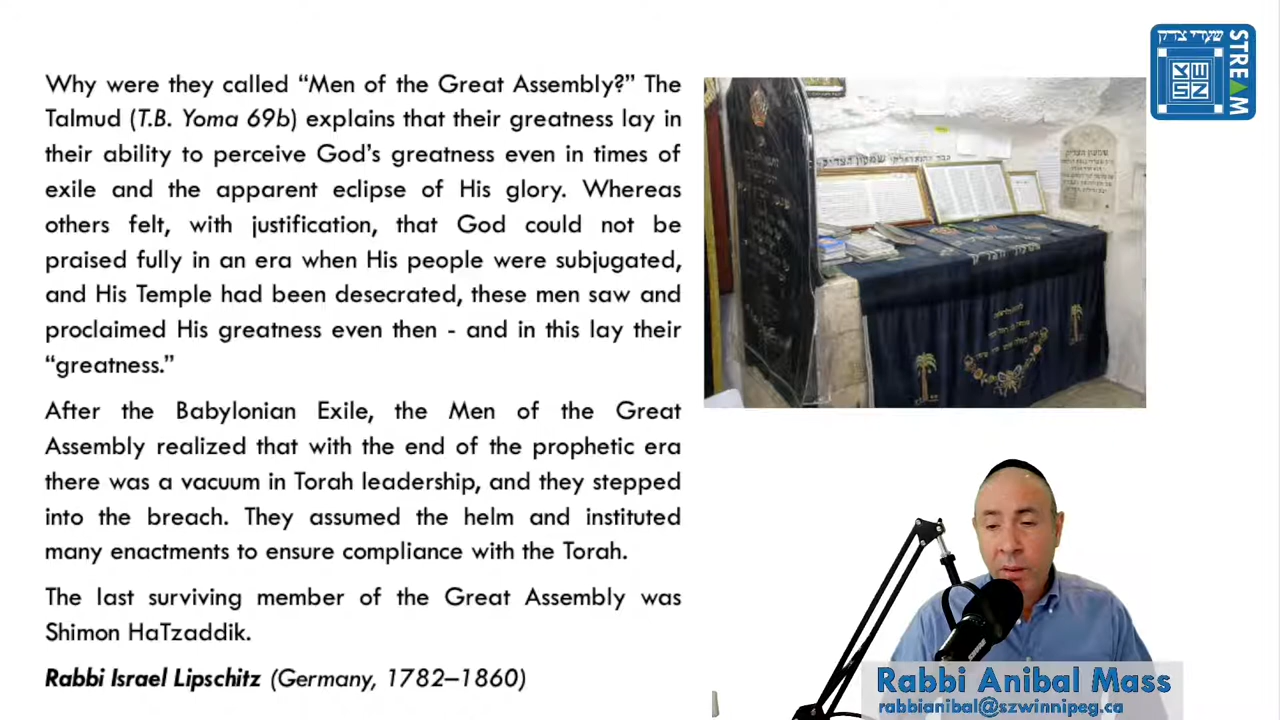 Why were they called “Men of the Great Assembly?” The
Talmud (T.B. Yoma 69b) explains that their greatness lay in
their ability to perceive God’s greatness even in times of
exile and the apparent eclipse of His glory. Whereas
others felt, with justification, that God could not be
praised fully in an era when His people were subjugated,
and His Temple had been desecrated, these men saw and
proclaimed His greatness even then - and in this lay their
“greatness.”
After the Babylonian Exile, the Men of the Great
Assembly realized that with the end of the prophetic era
there was a vacuum in Torah leadership, and they stepped
into the breach. They assumed the helm and instituted
many enactments to ensure compliance with the Torah.
The last surviving member of the Great Assembly was
Shimon HaTzaddik.
Rabbi Israel Lipschitz (Germany, 1782–1860)
שערי צדק
STREAM
שמעון הצדיק
שמעון הצדיק
Rabbi Anibal Mass
rabbianibal@szwinnipeg.ca